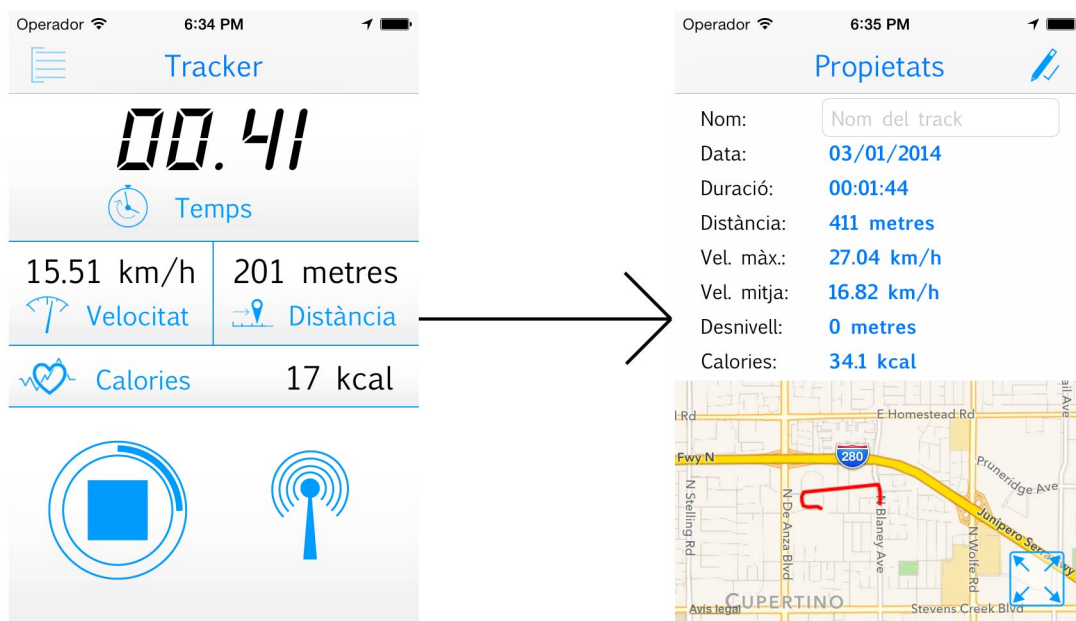 Operador 6:34 PM
Tracker
00.41
Temps
15.51 km/h
Velocitat
201 metres
Distància
Calories 17 kcal
Operador 6:35 PM
Propietats
Nom: Nom del track
Data: 03/01/2014
Duració: 00:01:44
Distància: 411 metres
Vel. màx.: 27.04 km/h
Vel. mitja: 16.82 km/h
Desnivell: 0 metres
Calories: 34.1 kcal
ail Ave
l Rd
E Homestead Rd
Fwy N
280
Pruneridge Ave
N Stelling Rd
N De Anza Blvd
N Blaney Ave
N Wolfe Rd
Junipero Serra Fwy
CUPERTINO
Avís legal
Stevens Creek Blvd